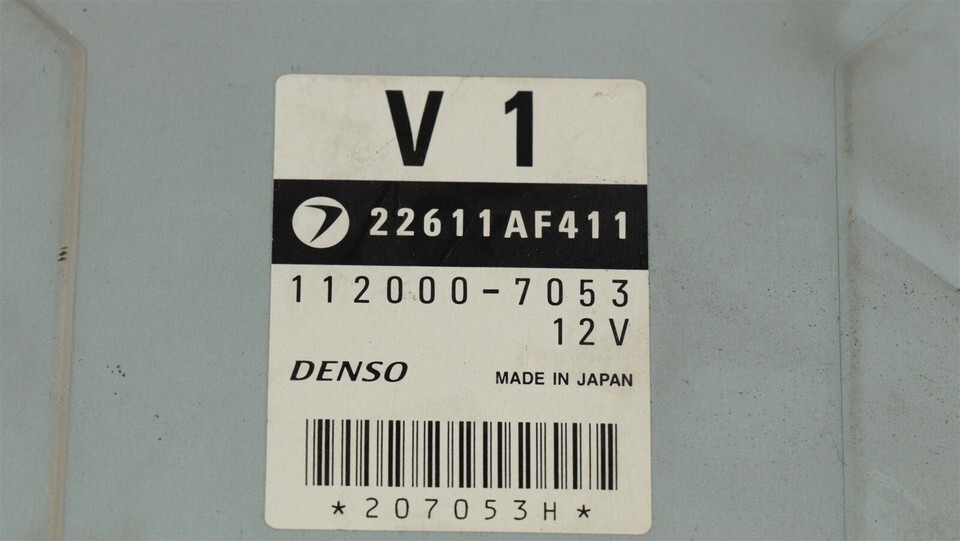 V 1
22611AF411
112000-7053
12V
DENSO MADE IN JAPAN
*207053H*